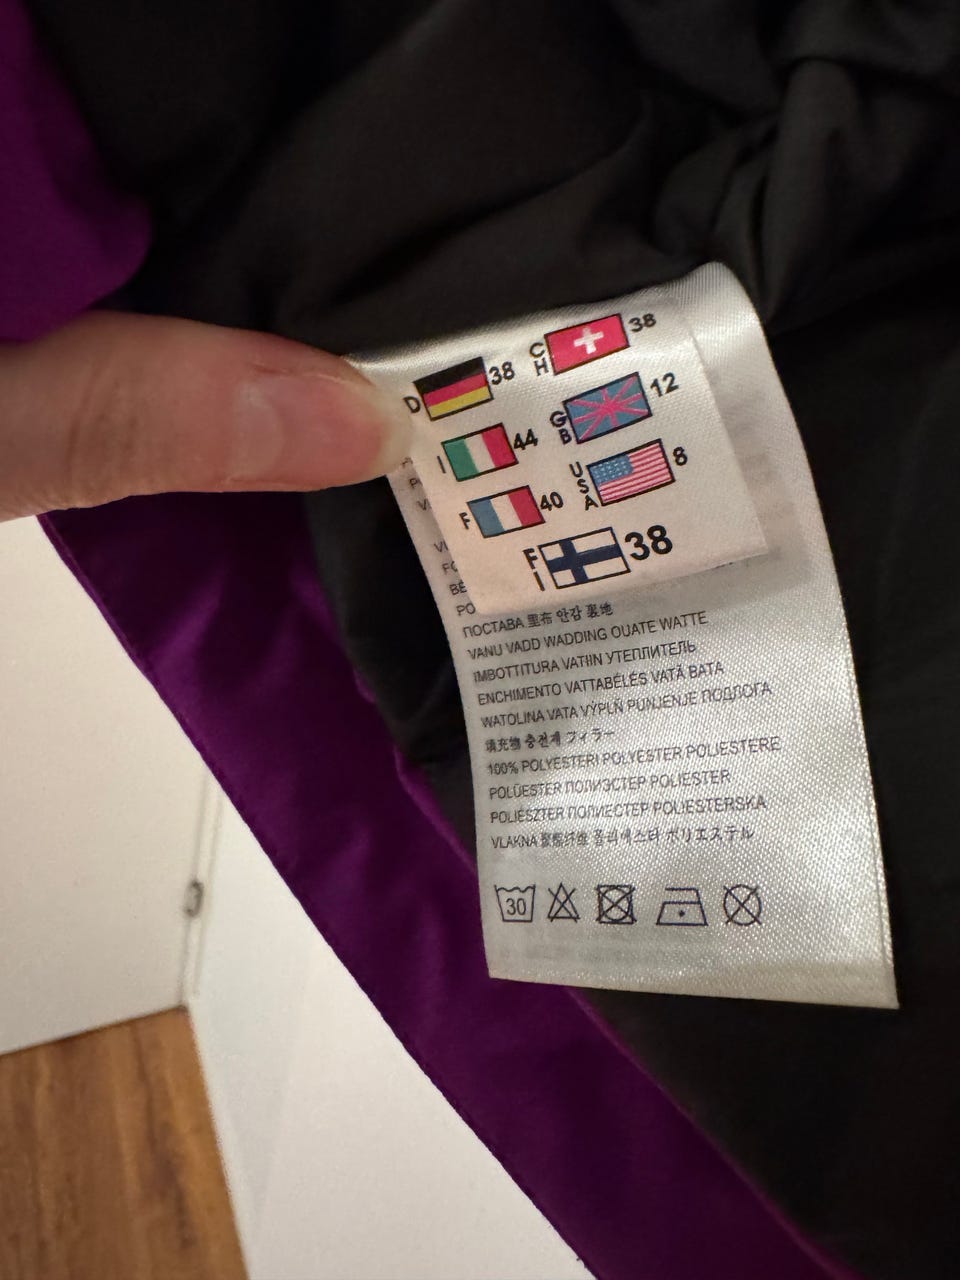 D 38 CH 38
I 44 GB 12
F 40 USA 8
FI 38
ПОСТАВА 里布 안감 裏地
VANU VADD WADDING OUATE WATTE
IMBOTTITURA VATIIN УТЕПЛИТЕЛЬ
ENCHIMENTO VATTABÉLÉS VATĂ BATA
WATOLINA VATA VÝPLŇ PUNJENJE ПОДЛОГА
填充物 충전재 フィラー
100% POLYESTERI POLYESTER POLIESTERE
POLÜESTER ПОЛИЭСТЕР POLIESTER
POLIÉSZTER ПОЛИЕСТЕР POLIESTERSKA
VLAKNA 聚酯纤维 폴리에스타 ポリエステル
30